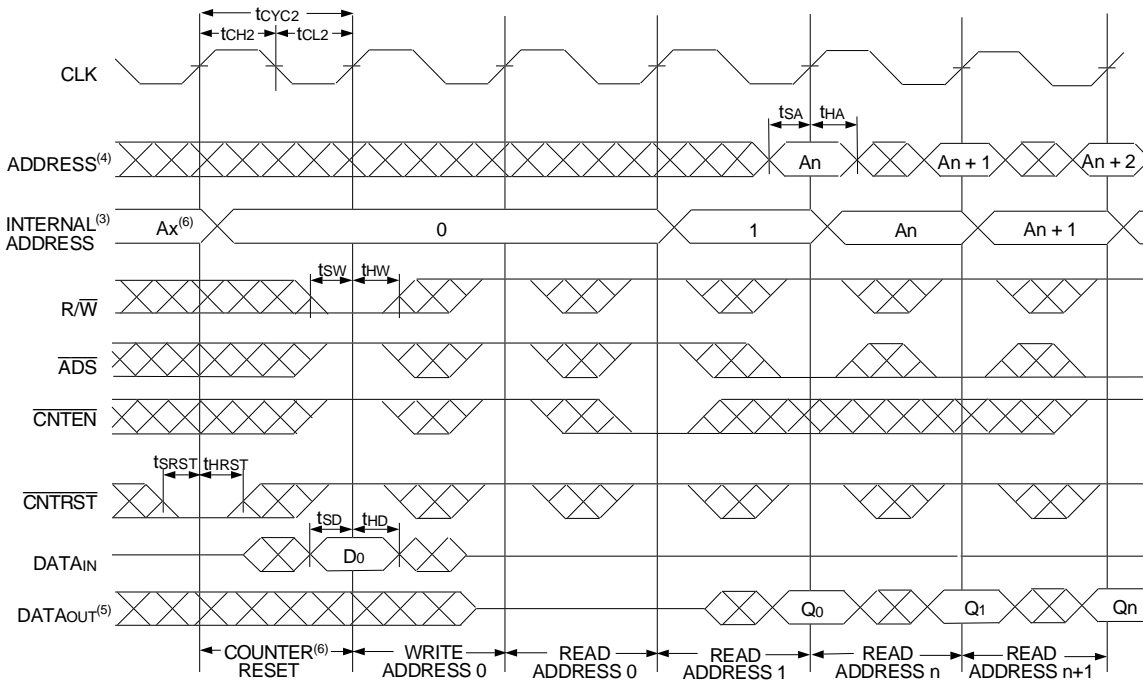 tCYC2
tCH2 tCL2
CLK
tSA tHA
ADDRESS(4) An An + 1 An + 2
INTERNAL(3) ADDRESS Ax(6) 0 1 An An + 1
tSW tHW
R/W
ADS
CNTEN
tSRST tHRST
CNTRST
tSD tHD
DATAIN D0
DATAOUT(5) Q0 Q1 Qn
COUNTER(6) RESET
WRITE ADDRESS 0
READ ADDRESS 0
READ ADDRESS 1
READ ADDRESS n
READ ADDRESS n+1